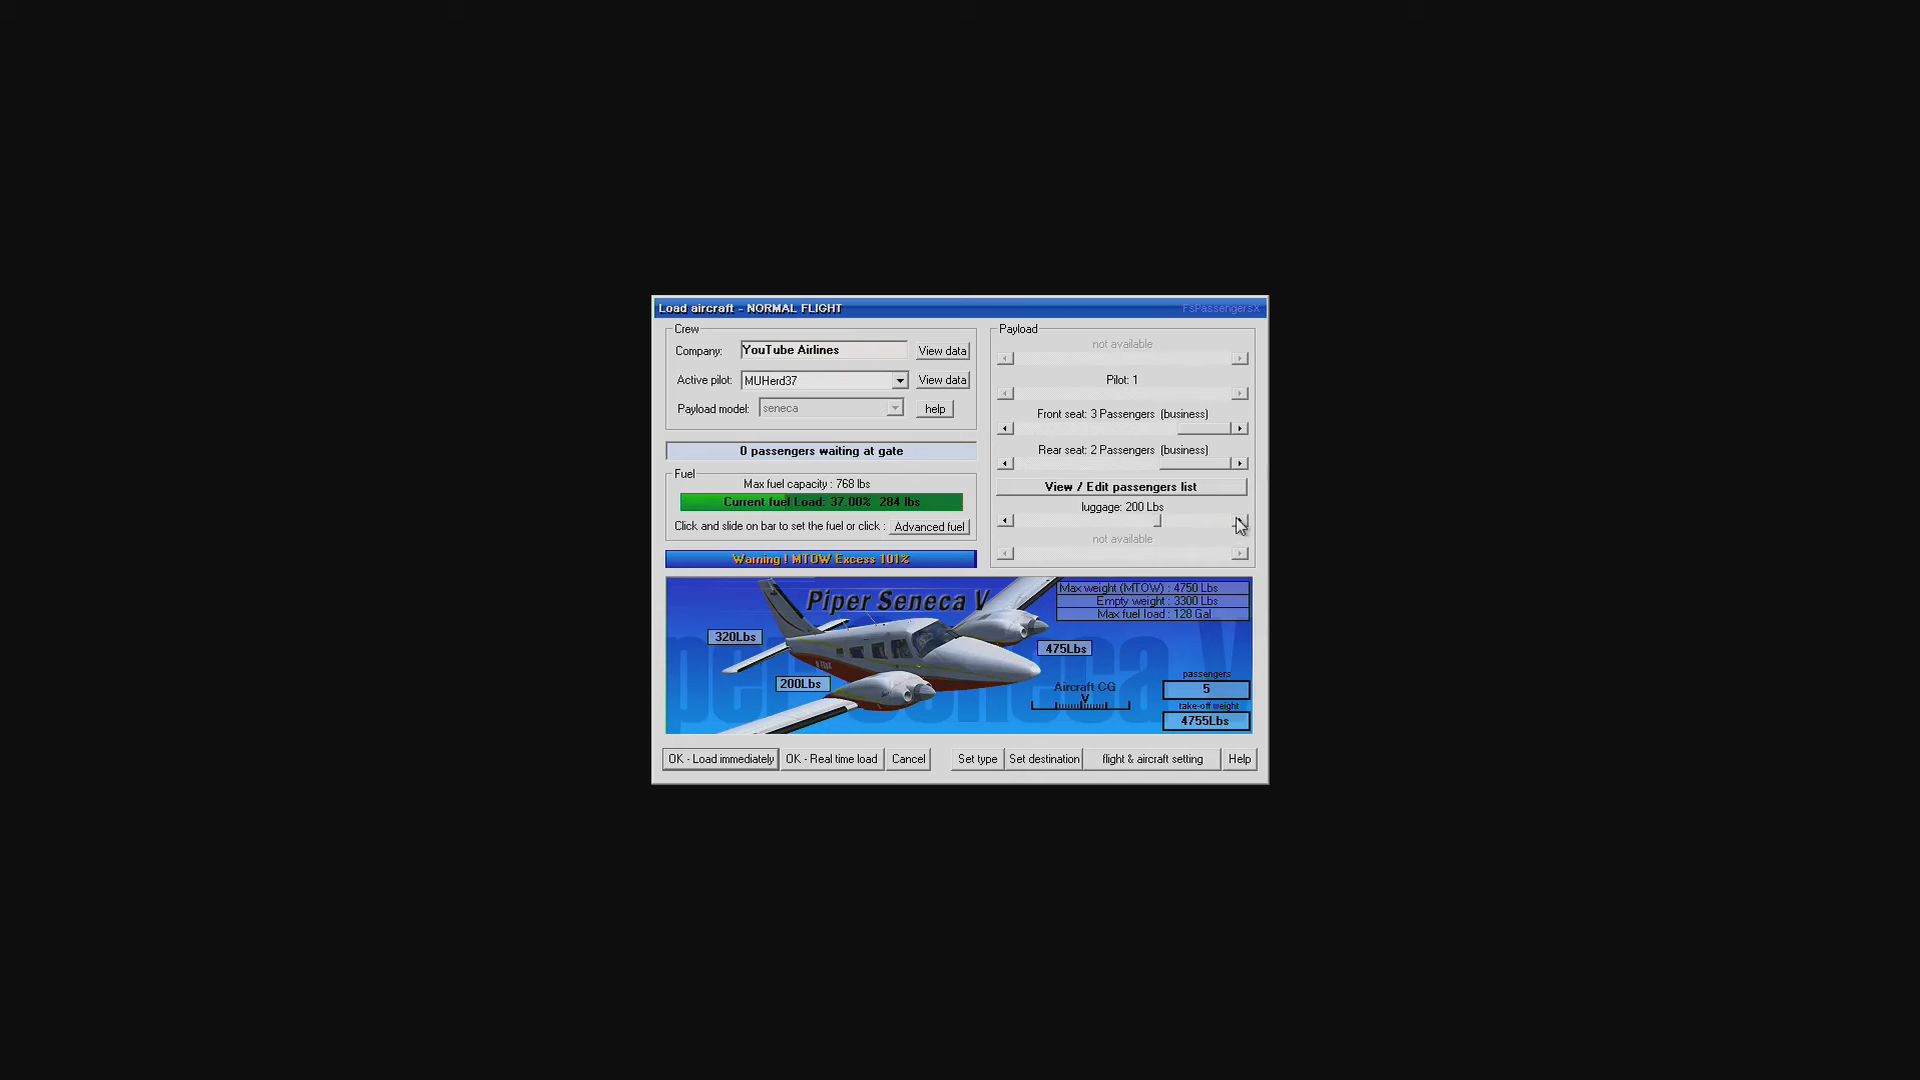 Load aircraft - NORMAL FLIGHT
FsPassengersX
Crew
Company:
YouTube Airlines
View data
Active pilot:
MUHerd37
View data
Payload model:
seneca
help
0 passengers waiting at gate
Fuel
Max fuel capacity : 768 lbs
Current fuel Load: 37.00% 284 lbs
Click and slide on bar to set the fuel or click :
Advanced fuel
Warning ! MTOW Excess 101%
Payload
not available
Pilot: 1
Front seat: 3 Passengers (business)
Rear seat: 2 Passengers (business)
View / Edit passengers list
luggage: 200 Lbs
not available
Piper Seneca V
Max weight (MTOW) : 4750 Lbs
Empty weight : 3300 Lbs
Max fuel load : 128 Gal
320Lbs
475Lbs
200Lbs
Aircraft CG
V
passengers
5
take-off weight
4755Lbs
OK - Load immediately
OK - Real time load
Cancel
Set type
Set destination
flight & aircraft setting
Help